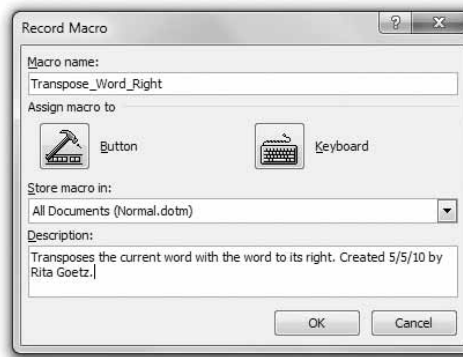 Record Macro
Macro name:
Transpose_Word_Right
Assign macro to
Button
Keyboard
Store macro in:
All Documents (Normal.dotm)
Description:
Transposes the current word with the word to its right. Created 5/5/10 by
Rita Goetz.
OK
Cancel